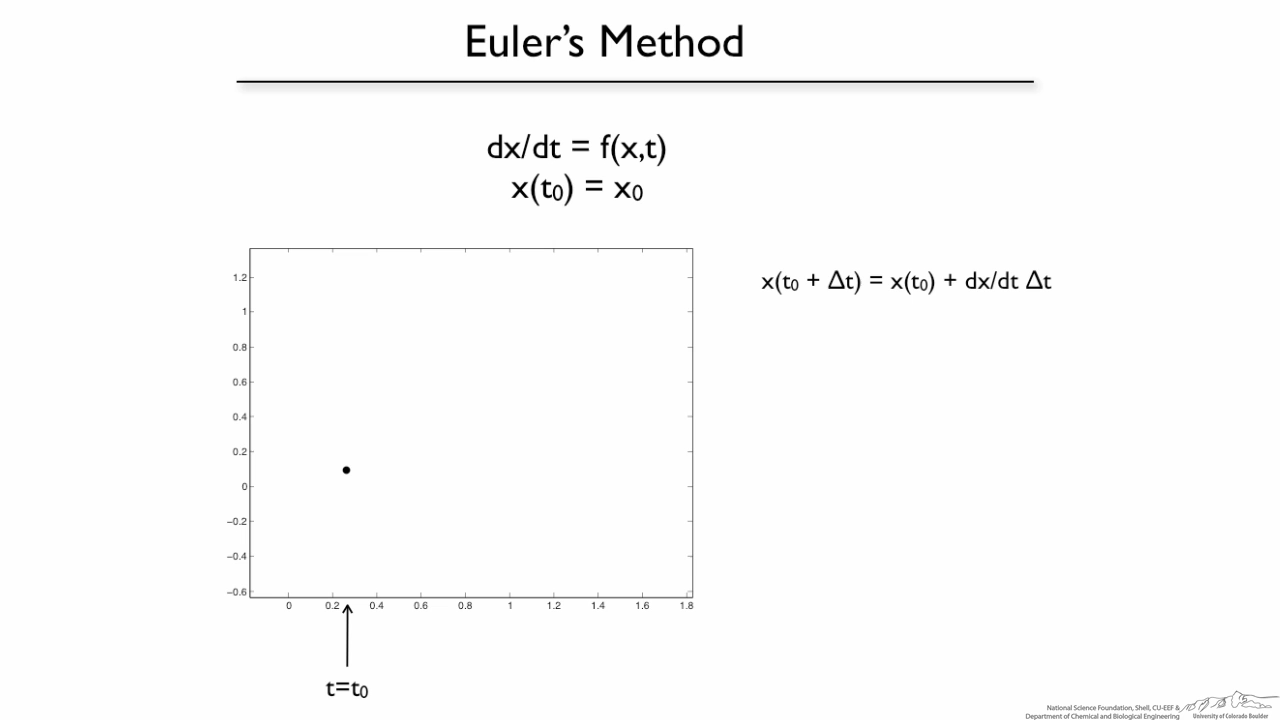 Euler's Method
dx/dt = f(x,t)
x(t₀) = x₀
x(t₀ + Δt) = x(t₀) + dx/dt Δt
1.2
1
0.8
0.6
0.4
0.2
0
−0.2
−0.4
−0.6
0 0.2 0.4 0.6 0.8 1 1.2 1.4 1.6 1.8
t=t₀
National Science Foundation, Shell, CU-EEF &
Department of Chemical and Biological Engineering
University of Colorado Boulder